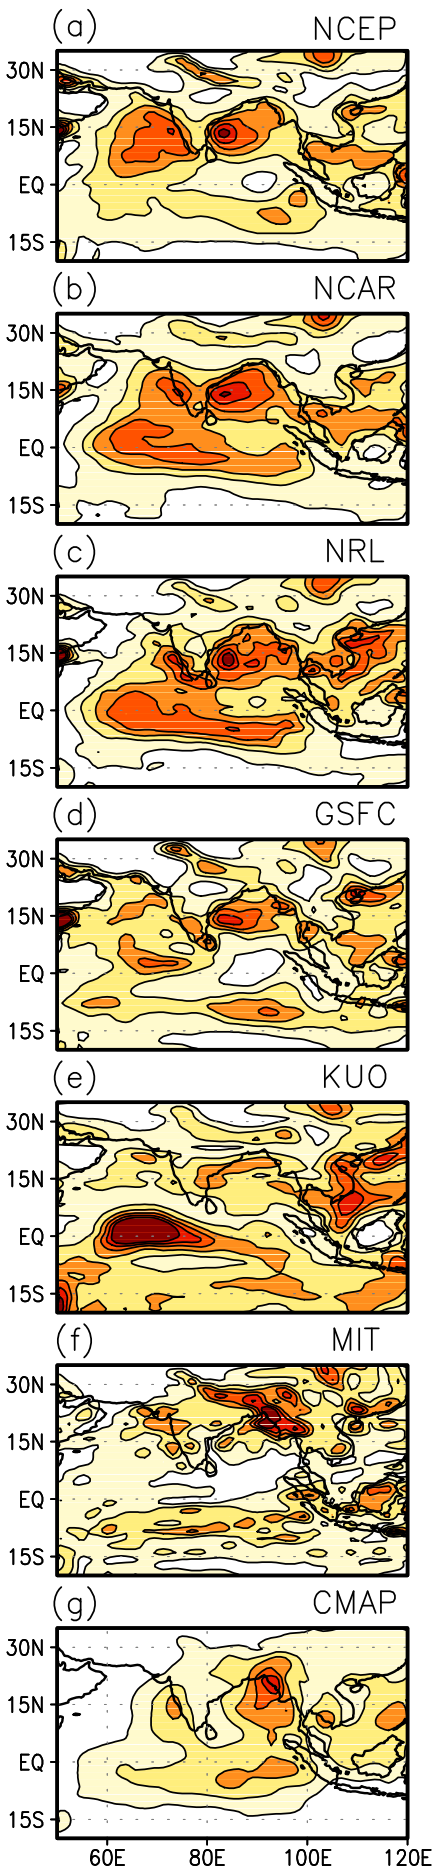 (a) NCEP
30N
15N
EQ
15S
(b) NCAR
30N
15N
EQ
15S
(c) NRL
30N
15N
EQ
15S
(d) GSFC
30N
15N
EQ
15S
(e) KUO
30N
15N
EQ
15S
(f) MIT
30N
15N
EQ
15S
(g) CMAP
30N
15N
EQ
15S
60E 80E 100E 120E